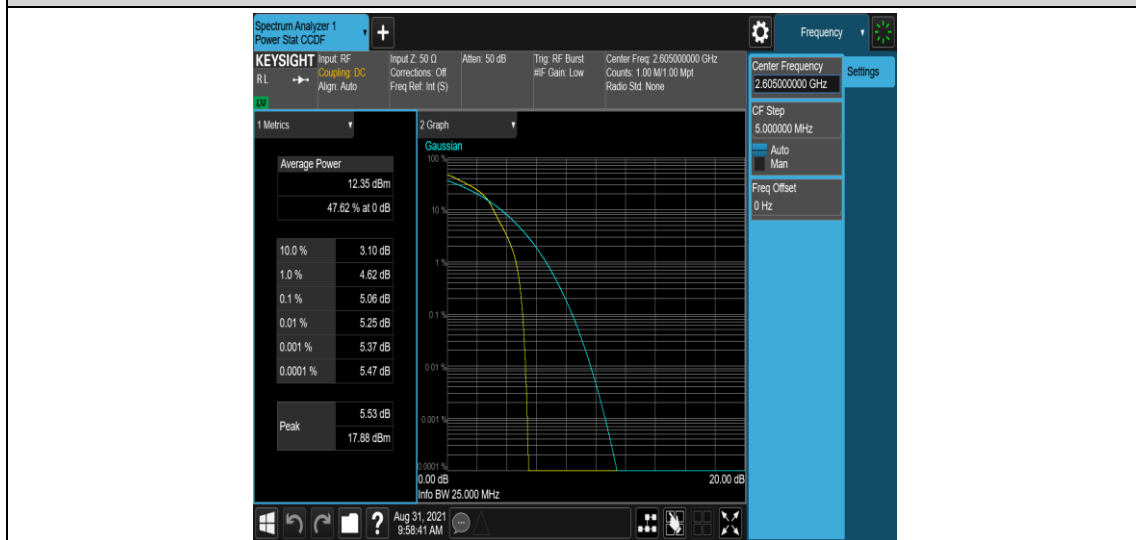 Spectrum Analyzer 1
Power Stat CCDF
+
Frequency
KEYSIGHT
RL
LXI
Input: RF
Coupling: DC
Align: Auto
Input Z: 50 Ω
Corrections: Off
Freq Ref: Int (S)
Atten: 50 dB
Trig: RF Burst
#IF Gain: Low
Center Freq: 2.605000000 GHz
Counts: 1.00 M/1.00 Mpt
Radio Std: None
Center Frequency
2.605000000 GHz
Settings
CF Step
5.000000 MHz
Auto
Man
Freq Offset
0 Hz
1 Metrics
Average Power
12.35 dBm
47.62 % at 0 dB
10.0 % 3.10 dB
1.0 % 4.62 dB
0.1 % 5.06 dB
0.01 % 5.25 dB
0.001 % 5.37 dB
0.0001 % 5.47 dB
Peak
5.53 dB
17.88 dBm
2 Graph
Gaussian
100 %
10 %
1 %
0.1 %
0.01 %
0.001 %
0.0001 %
0.00 dB 20.00 dB
Info BW 25.000 MHz
?
Aug 31, 2021
9:58:41 AM